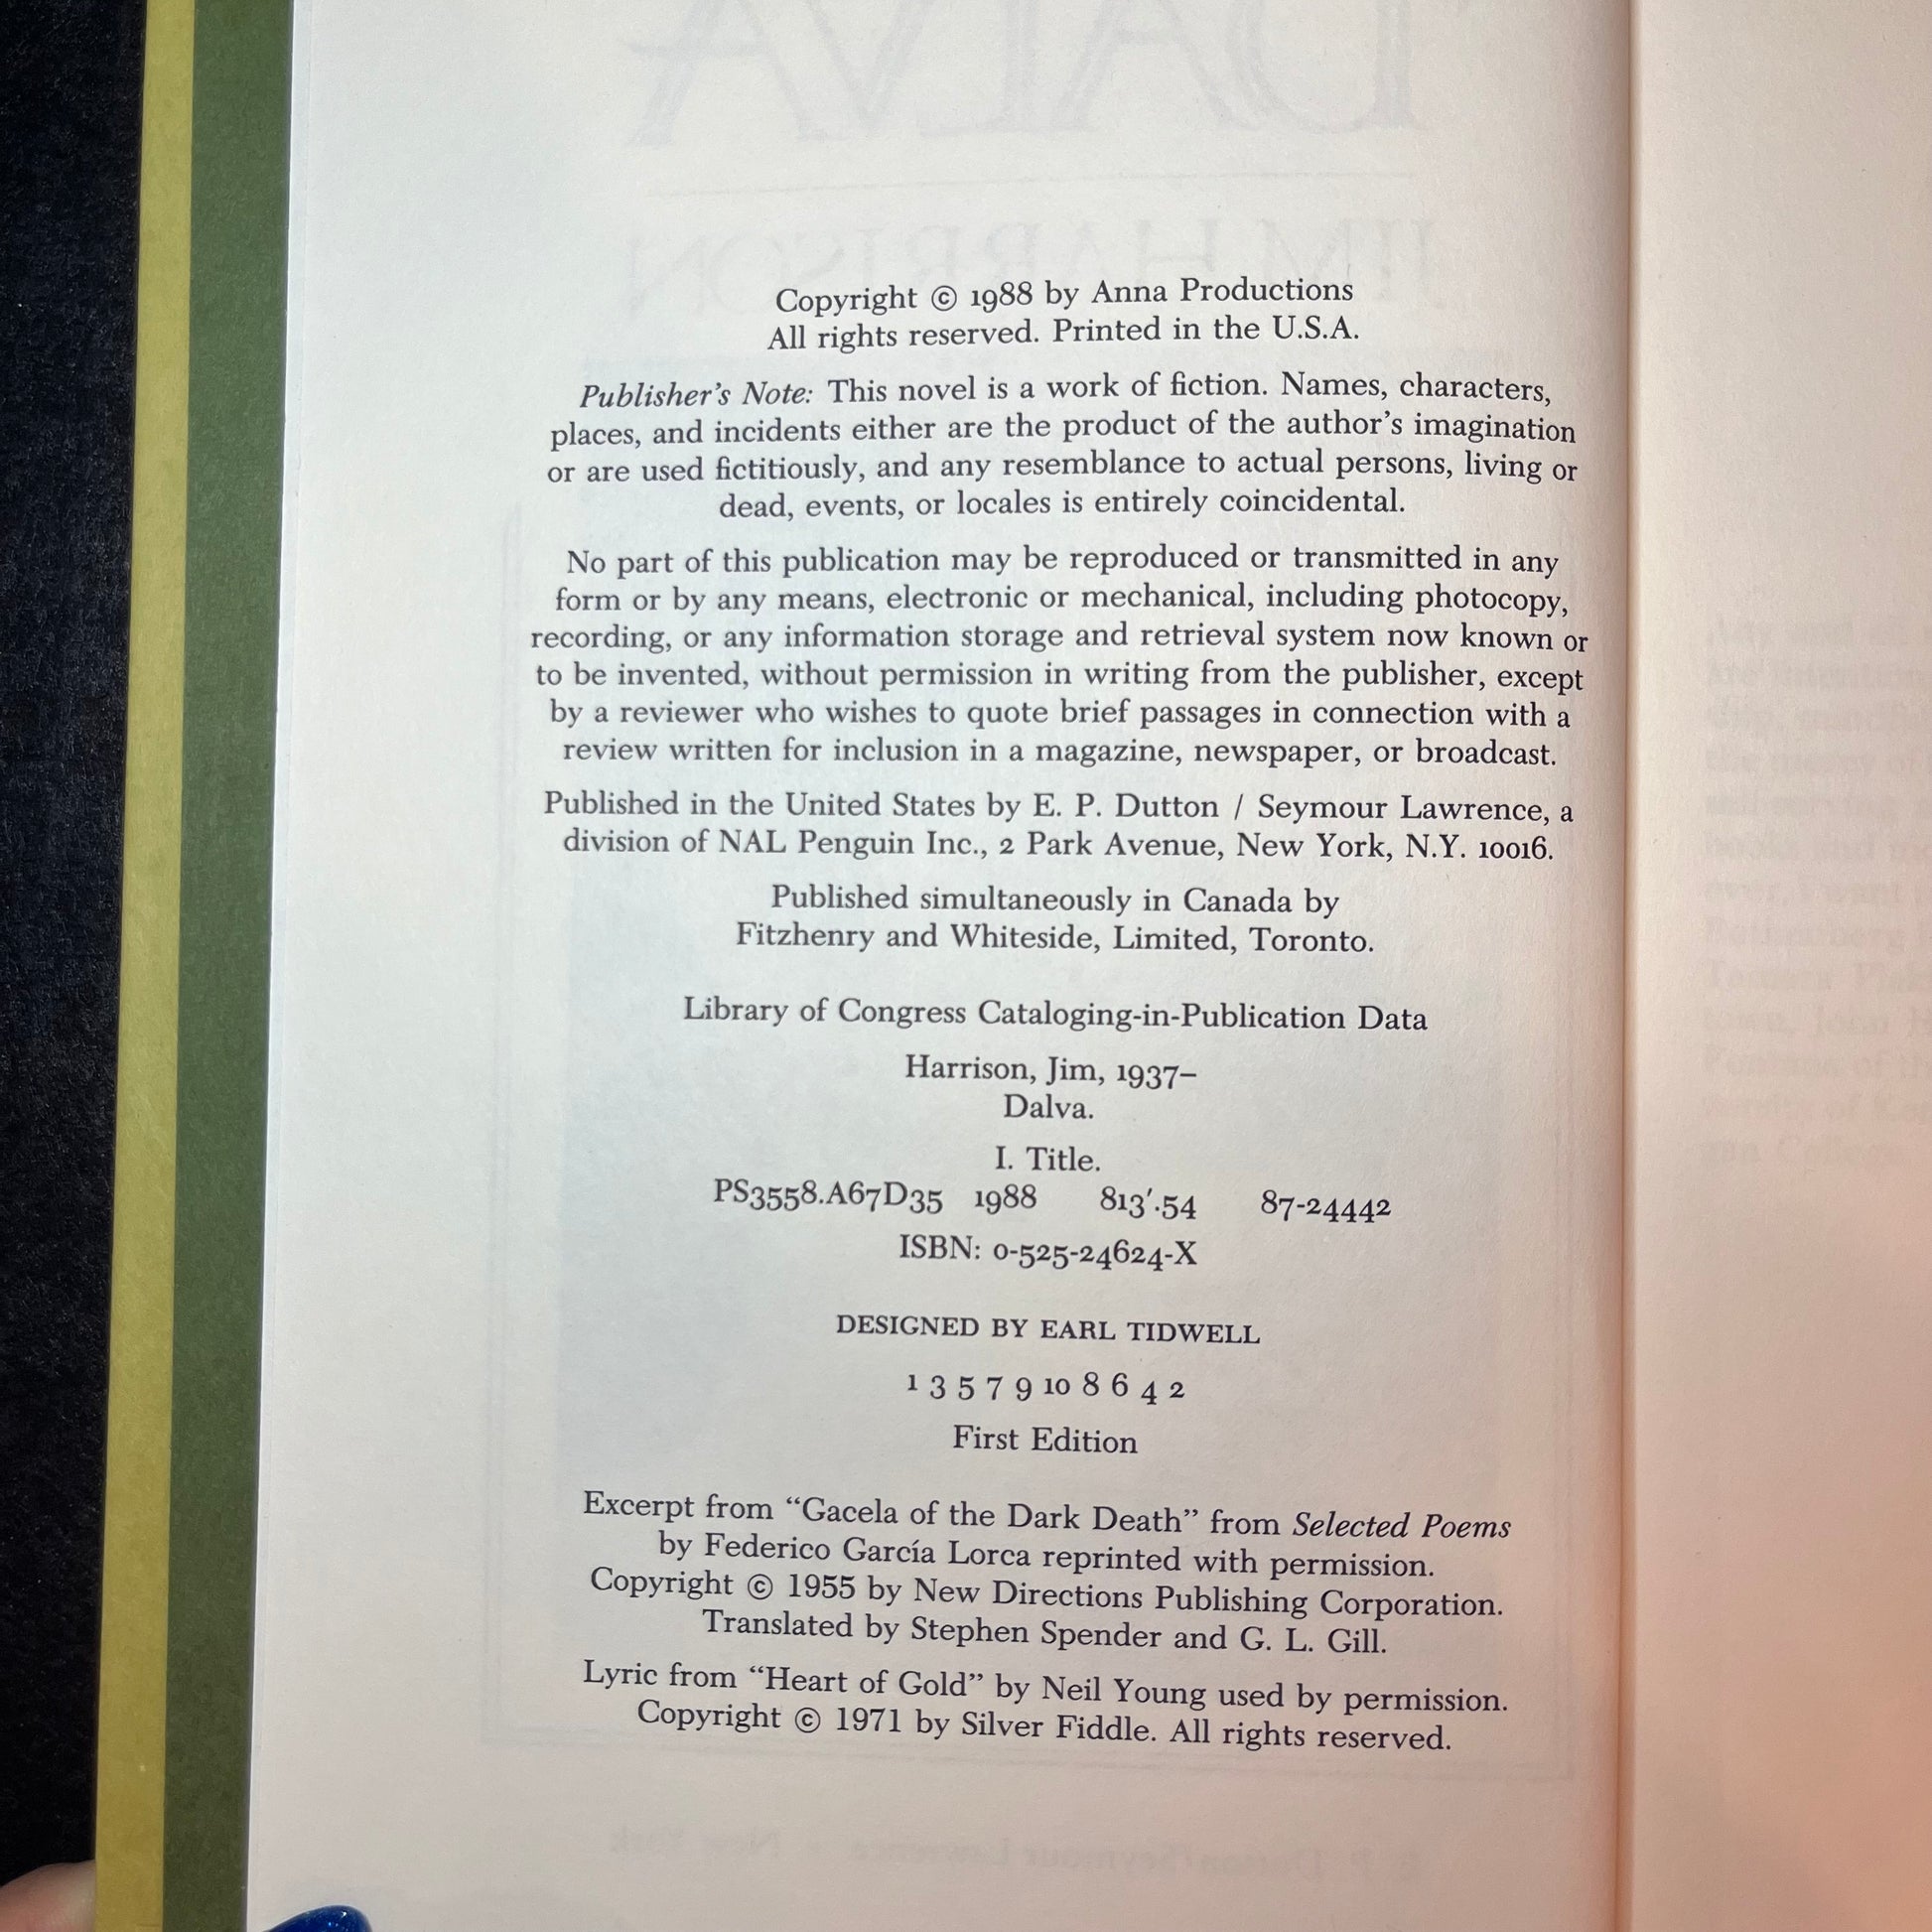 Copyright © 1988 by Anna Productions
All rights reserved. Printed in the U.S.A.
Publisher's Note: This novel is a work of fiction. Names, characters,
places, and incidents either are the product of the author's imagination
or are used fictitiously, and any resemblance to actual persons, living or
dead, events, or locales is entirely coincidental.
No part of this publication may be reproduced or transmitted in any
form or by any means, electronic or mechanical, including photocopy,
recording, or any information storage and retrieval system now known or
to be invented, without permission in writing from the publisher, except
by a reviewer who wishes to quote brief passages in connection with a
review written for inclusion in a magazine, newspaper, or broadcast.
Published in the United States by E. P. Dutton / Seymour Lawrence, a
division of NAL Penguin Inc., 2 Park Avenue, New York, N.Y. 10016.
Published simultaneously in Canada by
Fitzhenry and Whiteside, Limited, Toronto.
Library of Congress Cataloging-in-Publication Data
Harrison, Jim, 1937–
Dalva.
I. Title.
PS3558.A67D35 1988 813'.54 87-24442
ISBN: 0-525-24624-X
DESIGNED BY EARL TIDWELL
1 3 5 7 9 10 8 6 4 2
First Edition
Excerpt from “Gacela of the Dark Death” from Selected Poems
by Federico García Lorca reprinted with permission.
Copyright © 1955 by New Directions Publishing Corporation.
Translated by Stephen Spender and G. L. Gill.
Lyric from “Heart of Gold” by Neil Young used by permission.
Copyright © 1971 by Silver Fiddle. All rights reserved.